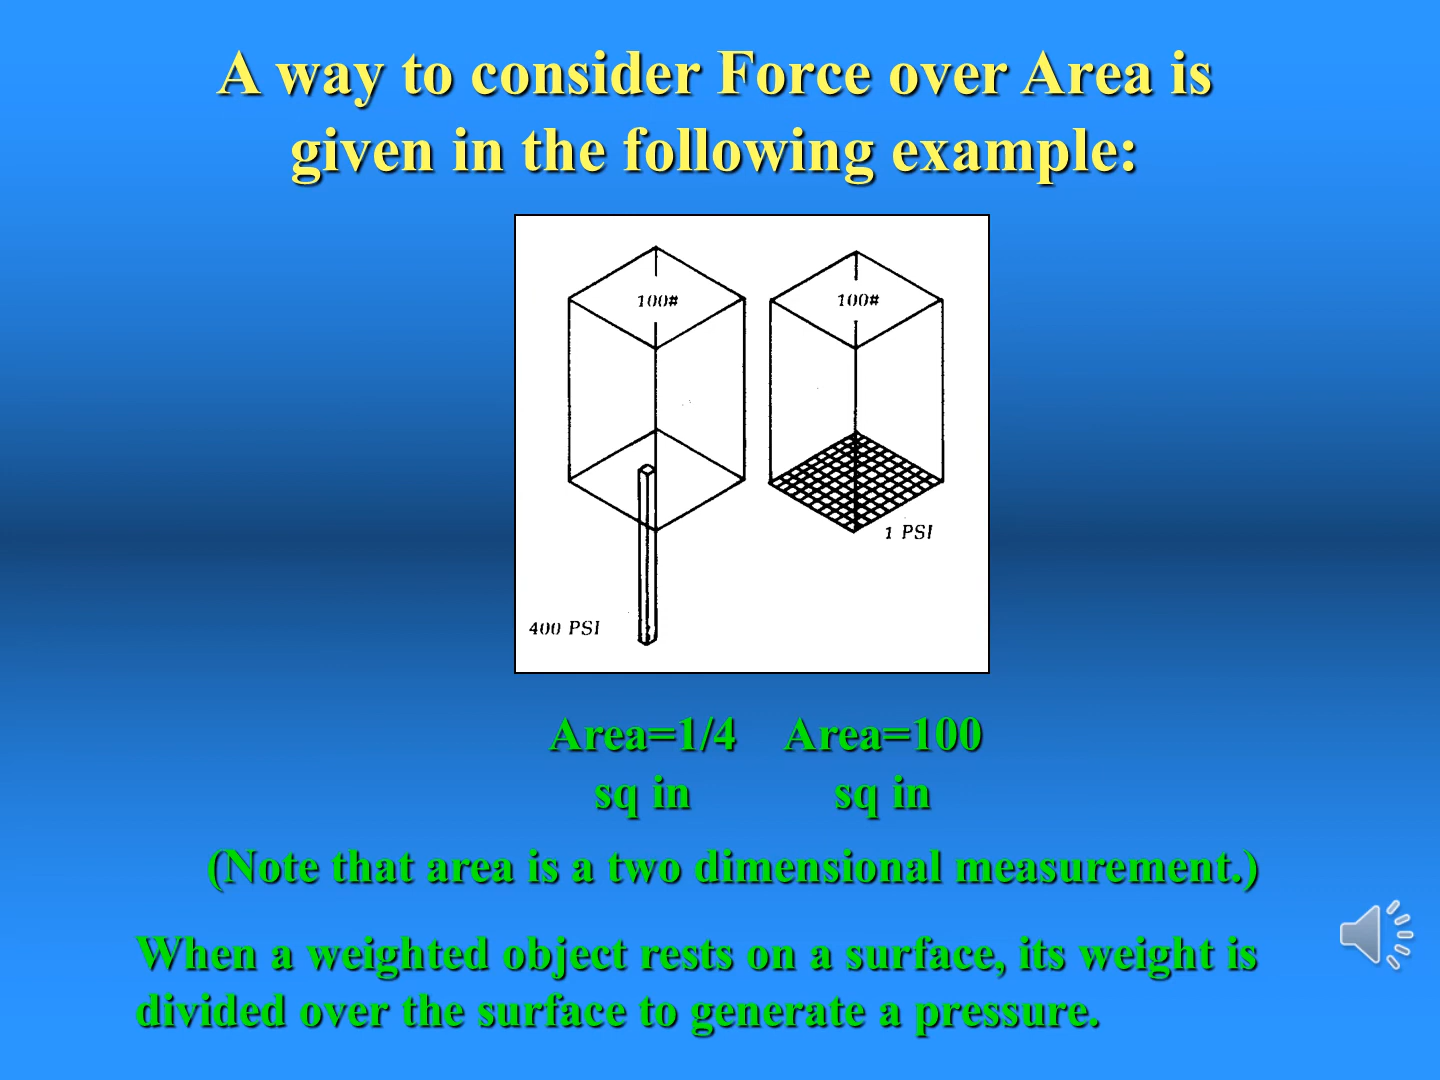 A way to consider Force over Area is
given in the following example:
100#
100#
1 PSI
400 PSI
Area=1/4
sq in
Area=100
sq in
(Note that area is a two dimensional measurement.)
When a weighted object rests on a surface, its weight is
divided over the surface to generate a pressure.